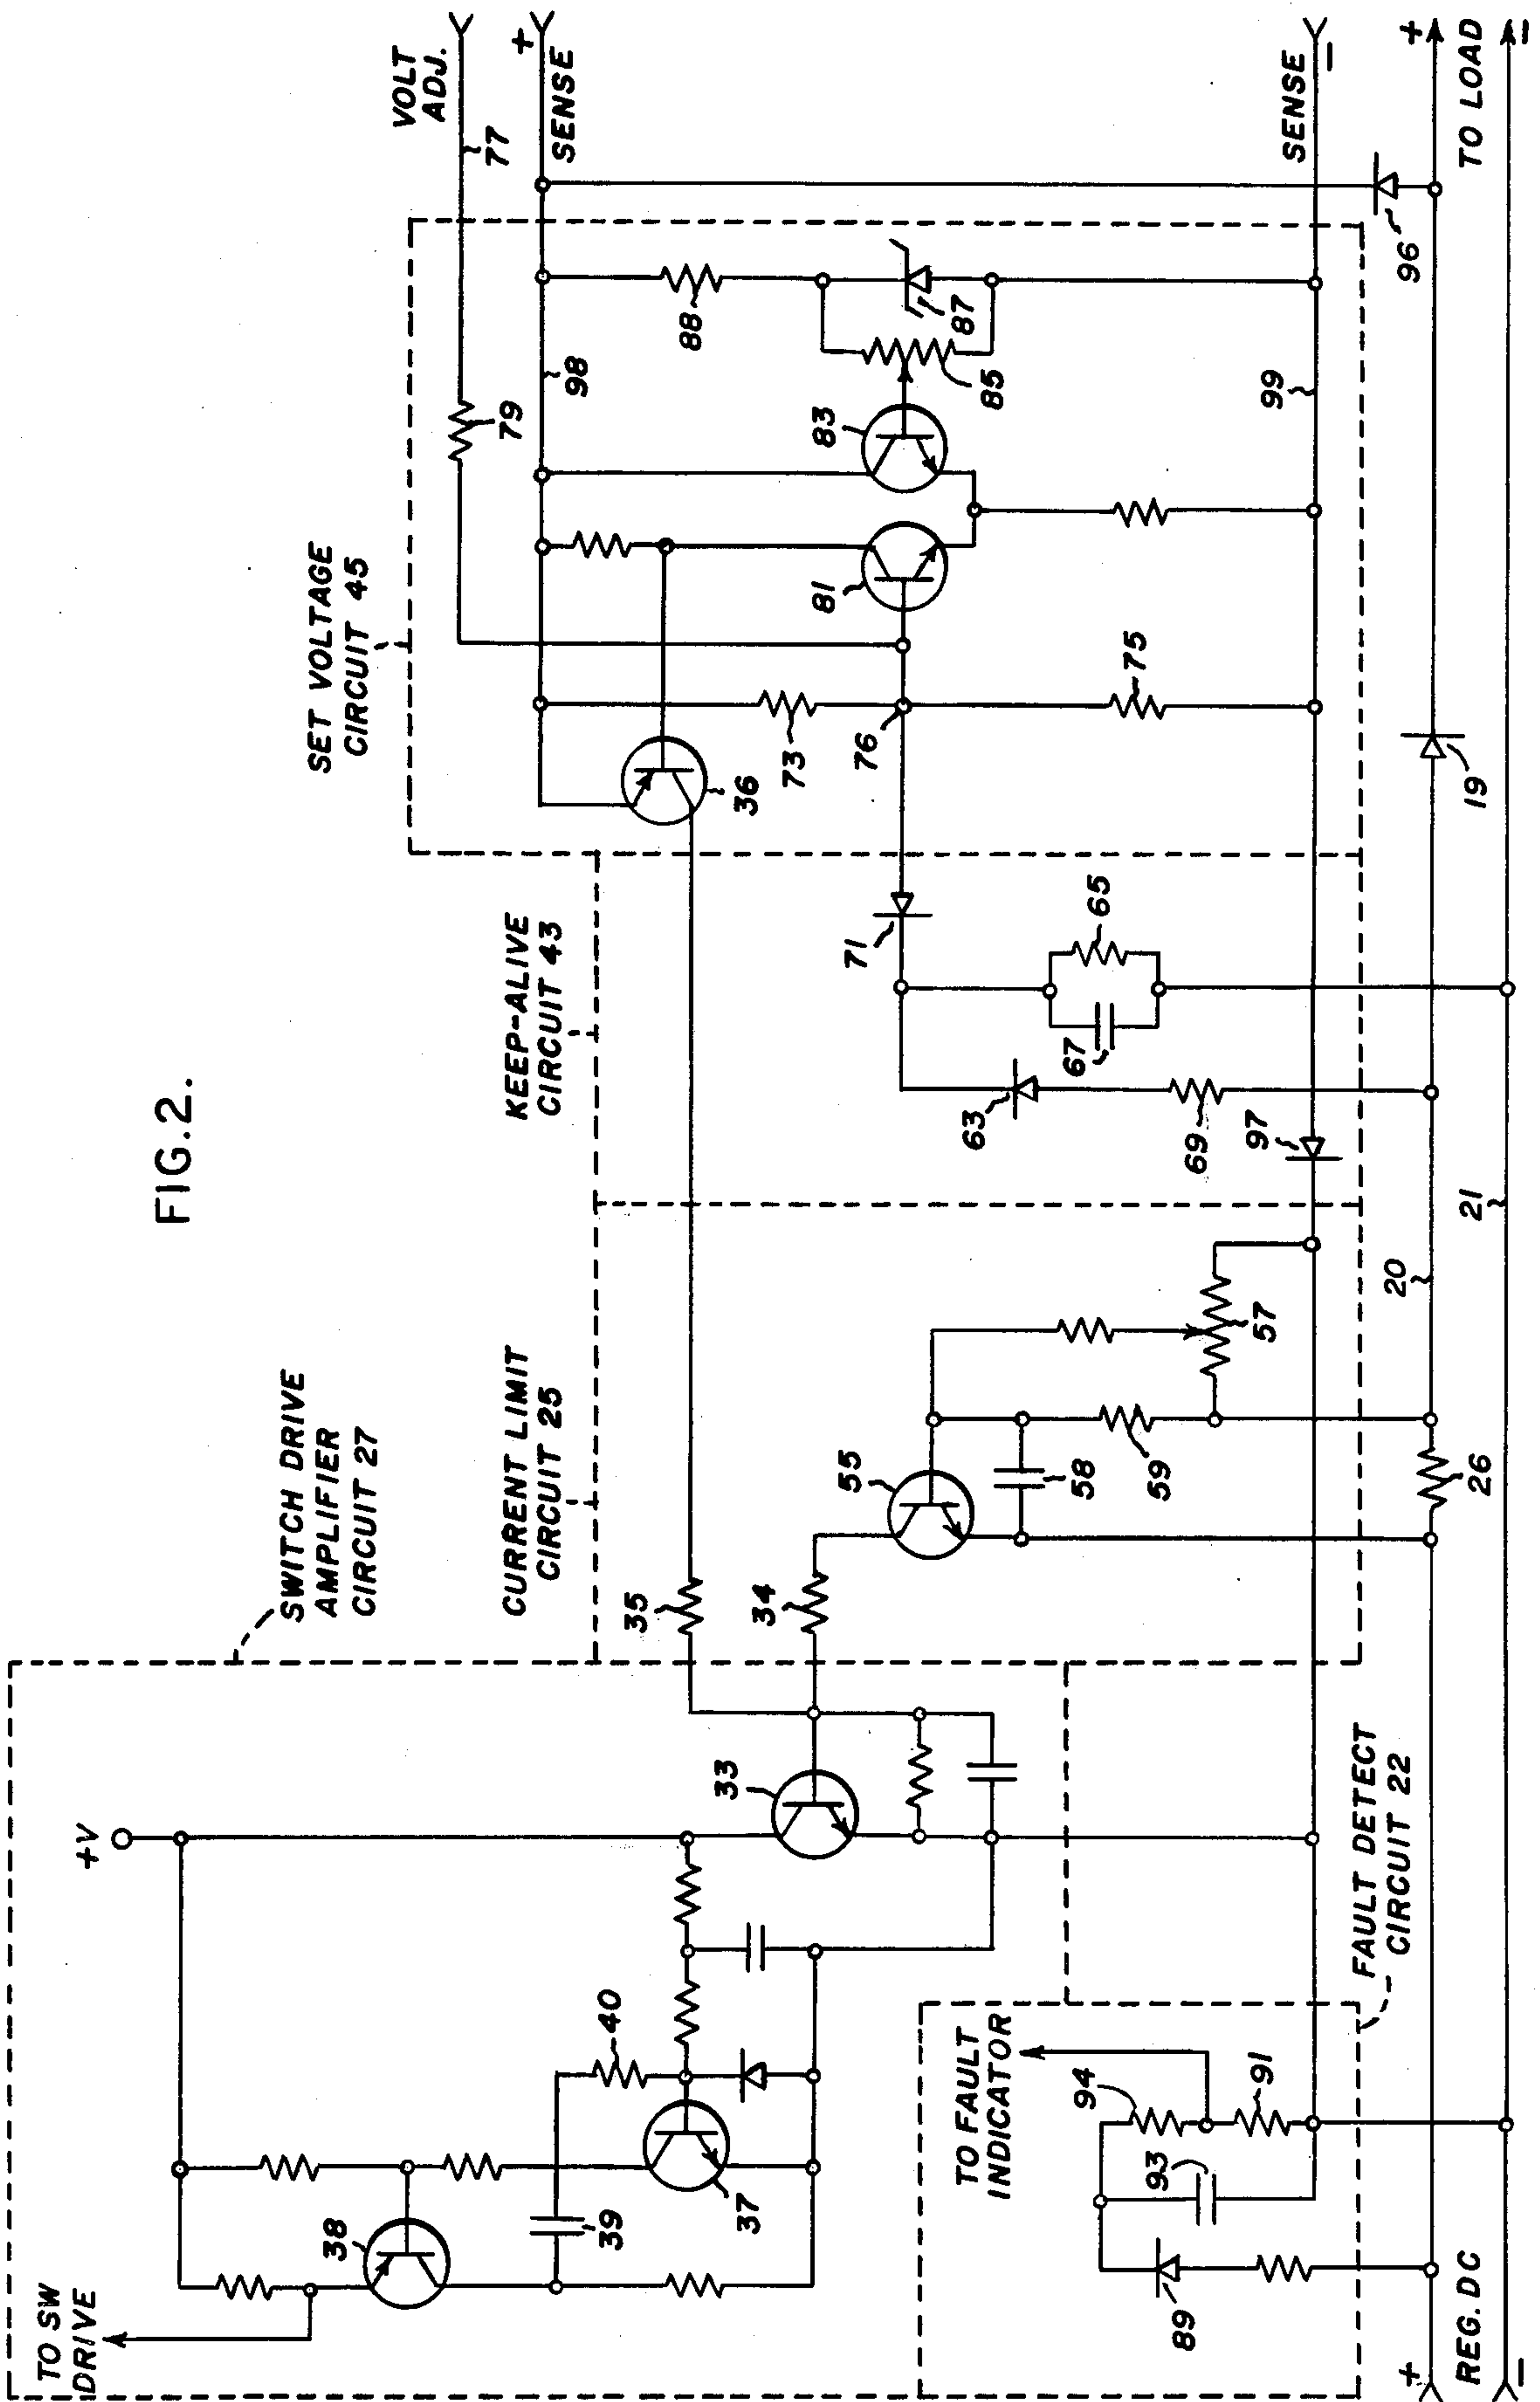 FIG.2.
SWITCH DRIVE
AMPLIFIER
CIRCUIT 27
CURRENT LIMIT
CIRCUIT 25
KEEP-ALIVE
CIRCUIT 43
SET VOLTAGE
CIRCUIT 45
VOLT
ADJ.
77
+
SENSE
79
98
88
87
85
83
81
36
73
76
75
71
65
67
63
69
97
99
SENSE
−
96
+
TO LOAD
−
19
20
21
35
34
55
58
59
57
26
+V
33
40
37
39
38
TO SW
DRIVE
FAULT DETECT
CIRCUIT 22
TO FAULT
INDICATOR
94
91
93
89
+
REG. DC
−